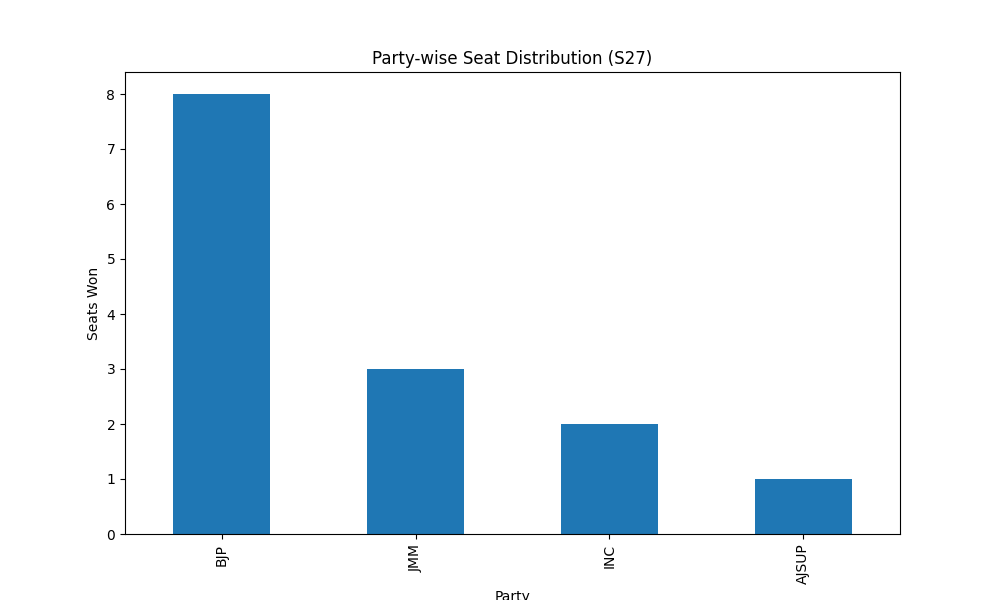 Party-wise Seat Distribution (S27)
Seats Won
8
7
6
5
4
3
2
1
0
BJP
JMM
INC
AJSUP
Party